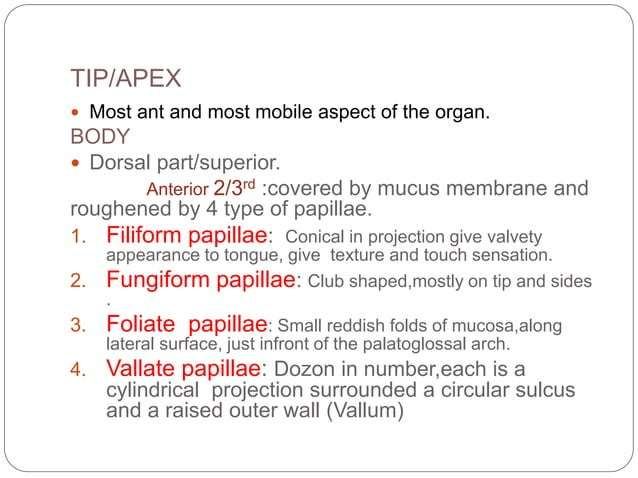 TIP/APEX
• Most ant and most mobile aspect of the organ.
BODY
• Dorsal part/superior.
Anterior 2/3rd :covered by mucus membrane and
roughened by 4 type of papillae.
1. Filiform papillae: Conical in projection give valvety
appearance to tongue, give texture and touch sensation.
2. Fungiform papillae: Club shaped,mostly on tip and sides
.
3. Foliate papillae: Small reddish folds of mucosa,along
lateral surface, just infront of the palatoglossal arch.
4. Vallate papillae: Dozon in number,each is a
cylindrical projection surrounded a circular sulcus
and a raised outer wall (Vallum)